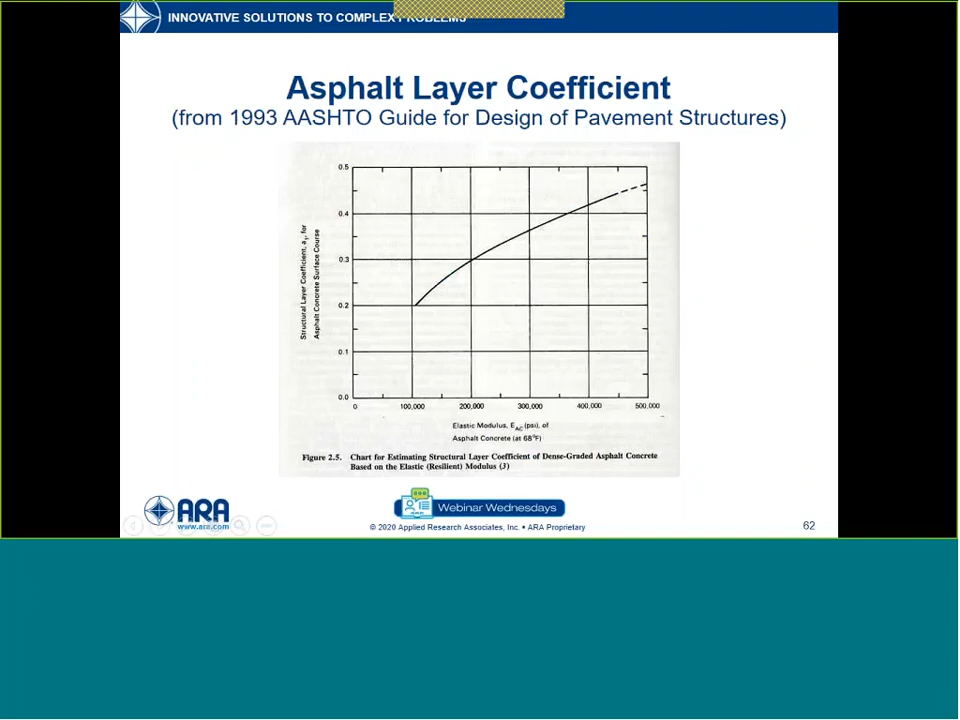 INNOVATIVE SOLUTIONS TO COMPLEX PROBLEMS
Asphalt Layer Coefficient
(from 1993 AASHTO Guide for Design of Pavement Structures)
0.5
0.4
0.3
0.2
0.1
0.0
Structural Layer Coefficient, a1, for
Asphalt Concrete Surface Course
0 100,000 200,000 300,000 400,000 500,000
Elastic Modulus, EAC (psi), of
Asphalt Concrete (at 68°F)
Figure 2.5. Chart for Estimating Structural Layer Coefficient of Dense-Graded Asphalt Concrete
Based on the Elastic (Resilient) Modulus (3)
ARA
www.ara.com
Webinar Wednesdays
© 2020 Applied Research Associates, Inc. • ARA Proprietary
62